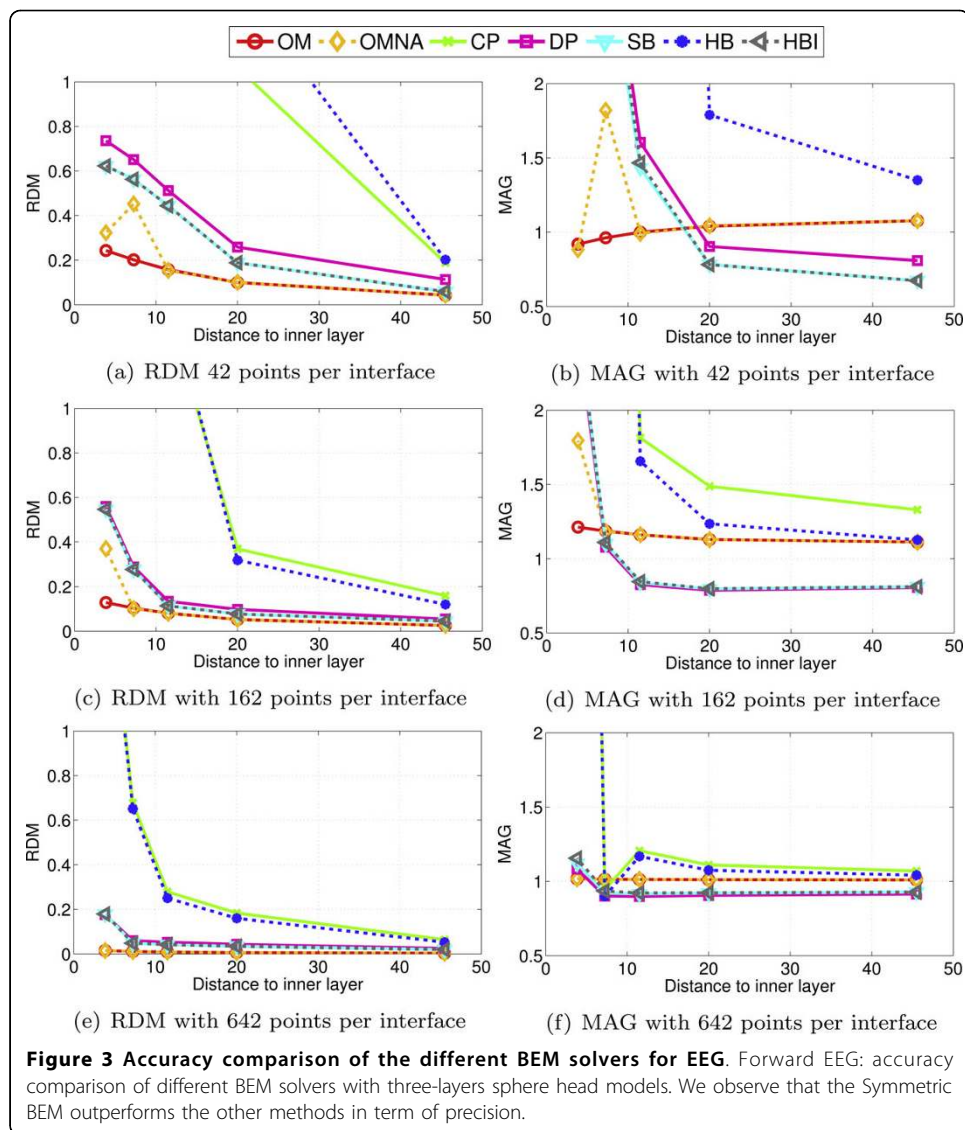 OM OMNA CP DP SB HB HBI
1
0.8
0.6
0.4
0.2
0
RDM
0 10 20 30 40 50
Distance to inner layer
(a) RDM 42 points per interface
2
1.5
1
0.5
MAG
0 10 20 30 40 50
Distance to inner layer
(b) MAG with 42 points per interface
1
0.8
0.6
0.4
0.2
0
RDM
0 10 20 30 40 50
Distance to inner layer
(c) RDM with 162 points per interface
2
1.5
1
0.5
MAG
0 10 20 30 40 50
Distance to inner layer
(d) MAG with 162 points per interface
1
0.8
0.6
0.4
0.2
0
RDM
0 10 20 30 40 50
Distance to inner layer
(e) RDM with 642 points per interface
2
1.5
1
0.5
MAG
0 10 20 30 40 50
Distance to inner layer
(f) MAG with 642 points per interface
Figure 3 Accuracy comparison of the different BEM solvers for EEG. Forward EEG: accuracy
comparison of different BEM solvers with three-layers sphere head models. We observe that the Symmetric
BEM outperforms the other methods in term of precision.